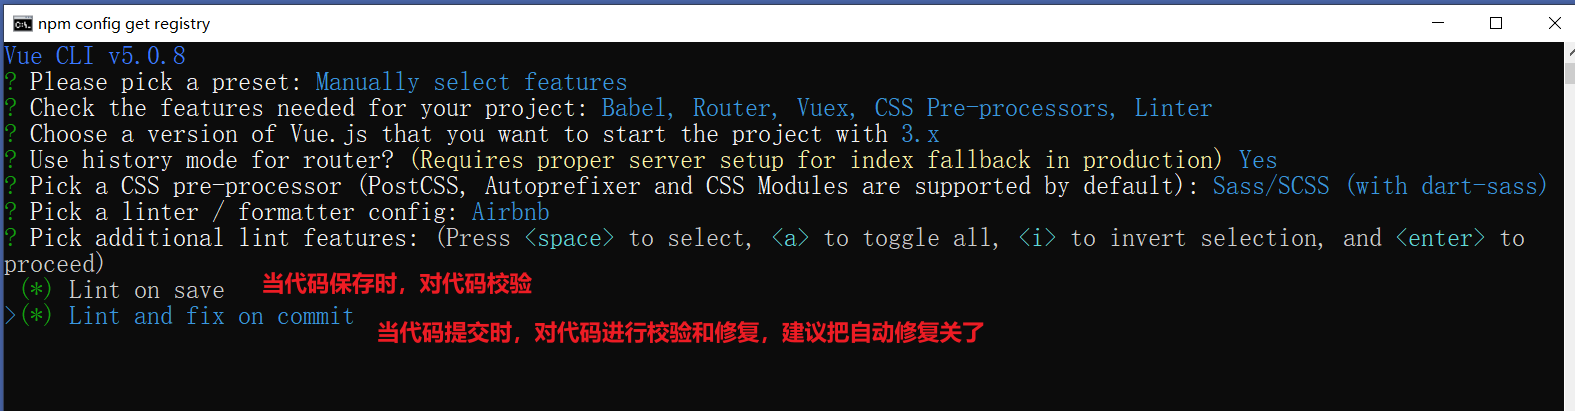 npm config get registry
Vue CLI v5.0.8
? Please pick a preset: Manually select features
? Check the features needed for your project: Babel, Router, Vuex, CSS Pre-processors, Linter
? Choose a version of Vue.js that you want to start the project with 3.x
? Use history mode for router? (Requires proper server setup for index fallback in production) Yes
? Pick a CSS pre-processor (PostCSS, Autoprefixer and CSS Modules are supported by default): Sass/SCSS (with dart-sass)
? Pick a linter / formatter config: Airbnb
? Pick additional lint features: (Press <space> to select, <a> to toggle all, <i> to invert selection, and <enter> to
proceed)
(*) Lint on save 当代码保存时，对代码校验
>(*) Lint and fix on commit 当代码提交时，对代码进行校验和修复，建议把自动修复关了